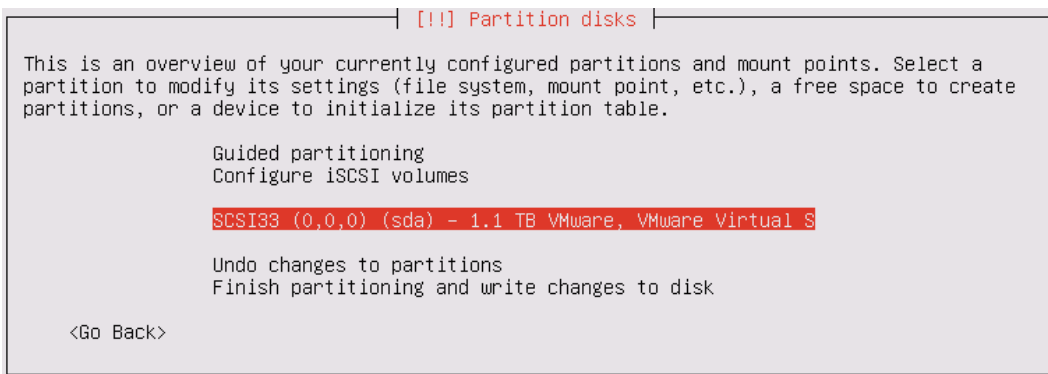 [!!] Partition disks
This is an overview of your currently configured partitions and mount points. Select a
partition to modify its settings (file system, mount point, etc.), a free space to create
partitions, or a device to initialize its partition table.
Guided partitioning
Configure iSCSI volumes
SCSI33 (0,0,0) (sda) - 1.1 TB VMware, VMware Virtual S
Undo changes to partitions
Finish partitioning and write changes to disk
<Go Back>